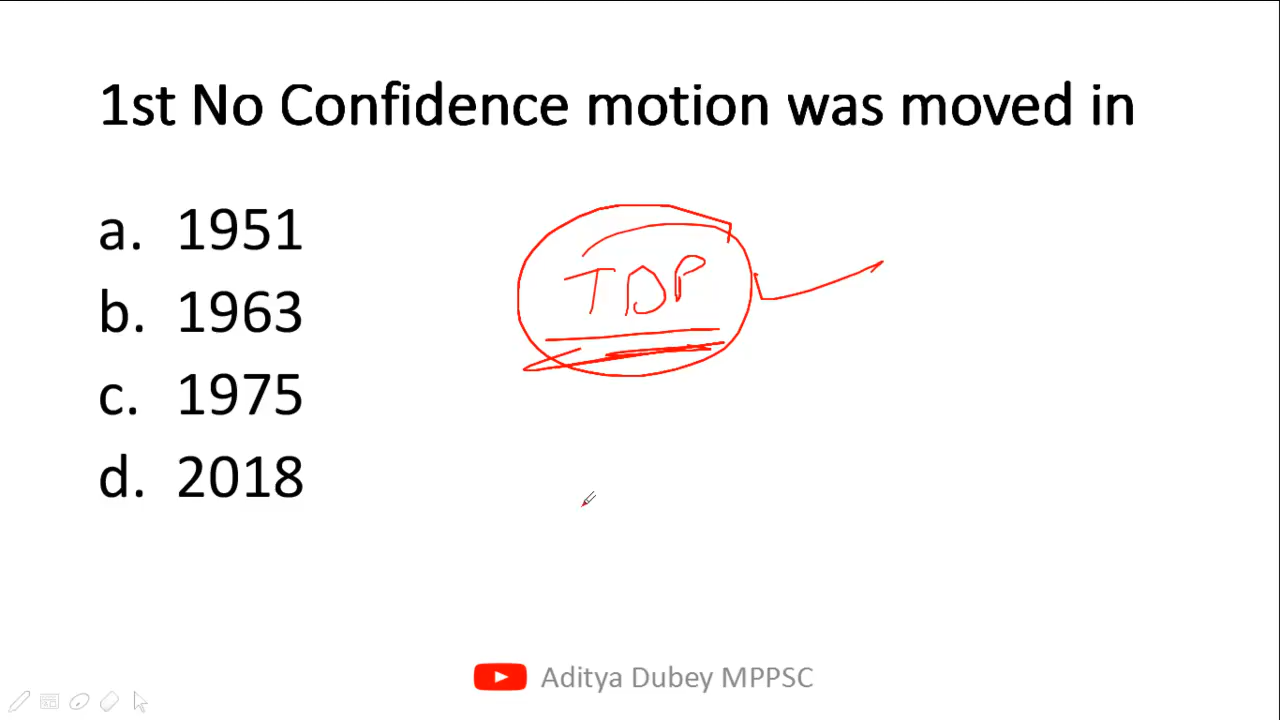 1st No Confidence motion was moved in
a. 1951
b. 1963
c. 1975
d. 2018
TDP
Aditya Dubey MPPSC